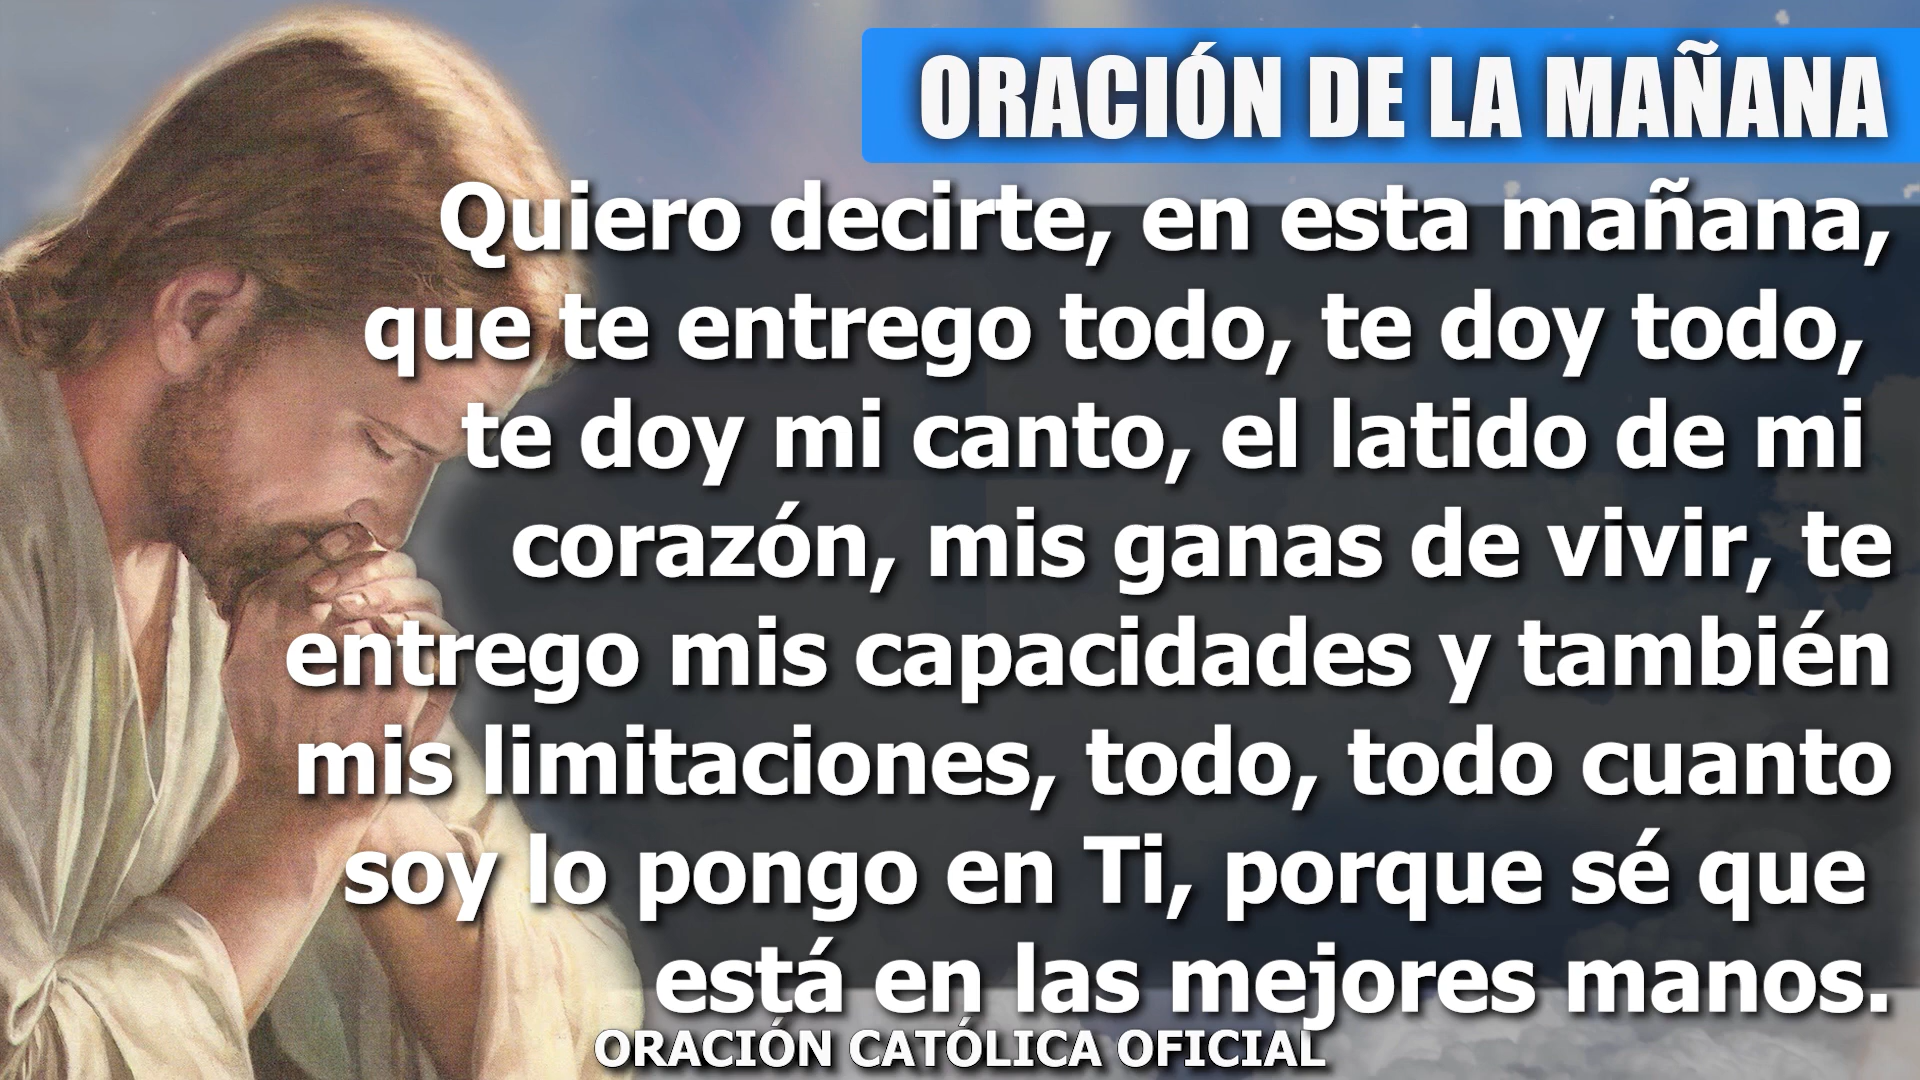 ORACIÓN DE LA MAÑANA
Quiero decirte, en esta mañana,
que te entrego todo, te doy todo,
te doy mi canto, el latido de mi
corazón, mis ganas de vivir, te
entrego mis capacidades y también
mis limitaciones, todo, todo cuanto
soy lo pongo en Ti, porque sé que
está en las mejores manos.
ORACIÓN CATÓLICA OFICIAL